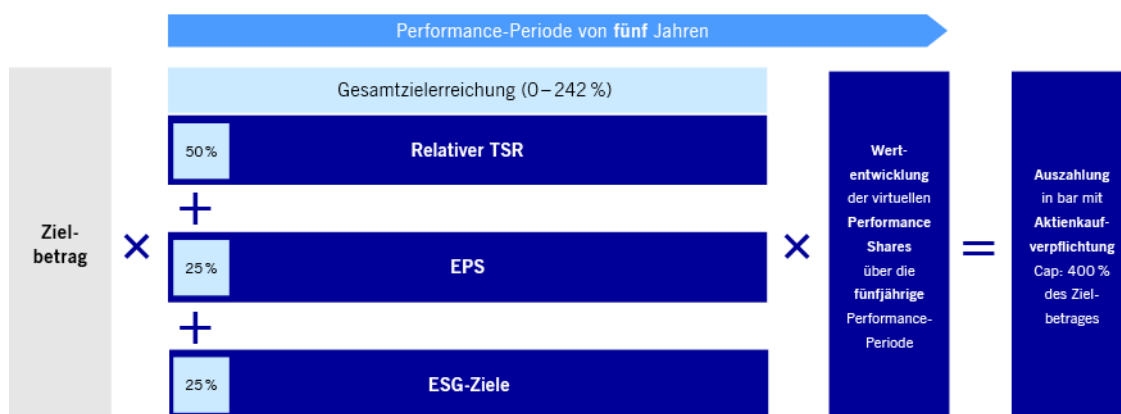 Performance-Periode von fünf Jahren
Gesamtzielerreichung (0–242 %)
Ziel-
betrag
×
50 %
Relativer TSR
+
25 %
EPS
+
25 %
ESG-Ziele
×
Wert-
entwicklung
der virtuellen
Performance
Shares
über die
fünfjährige
Performance-
Periode
=
Auszahlung
in bar mit
Aktienkauf-
verpflichtung
Cap: 400 %
des Ziel-
betrages